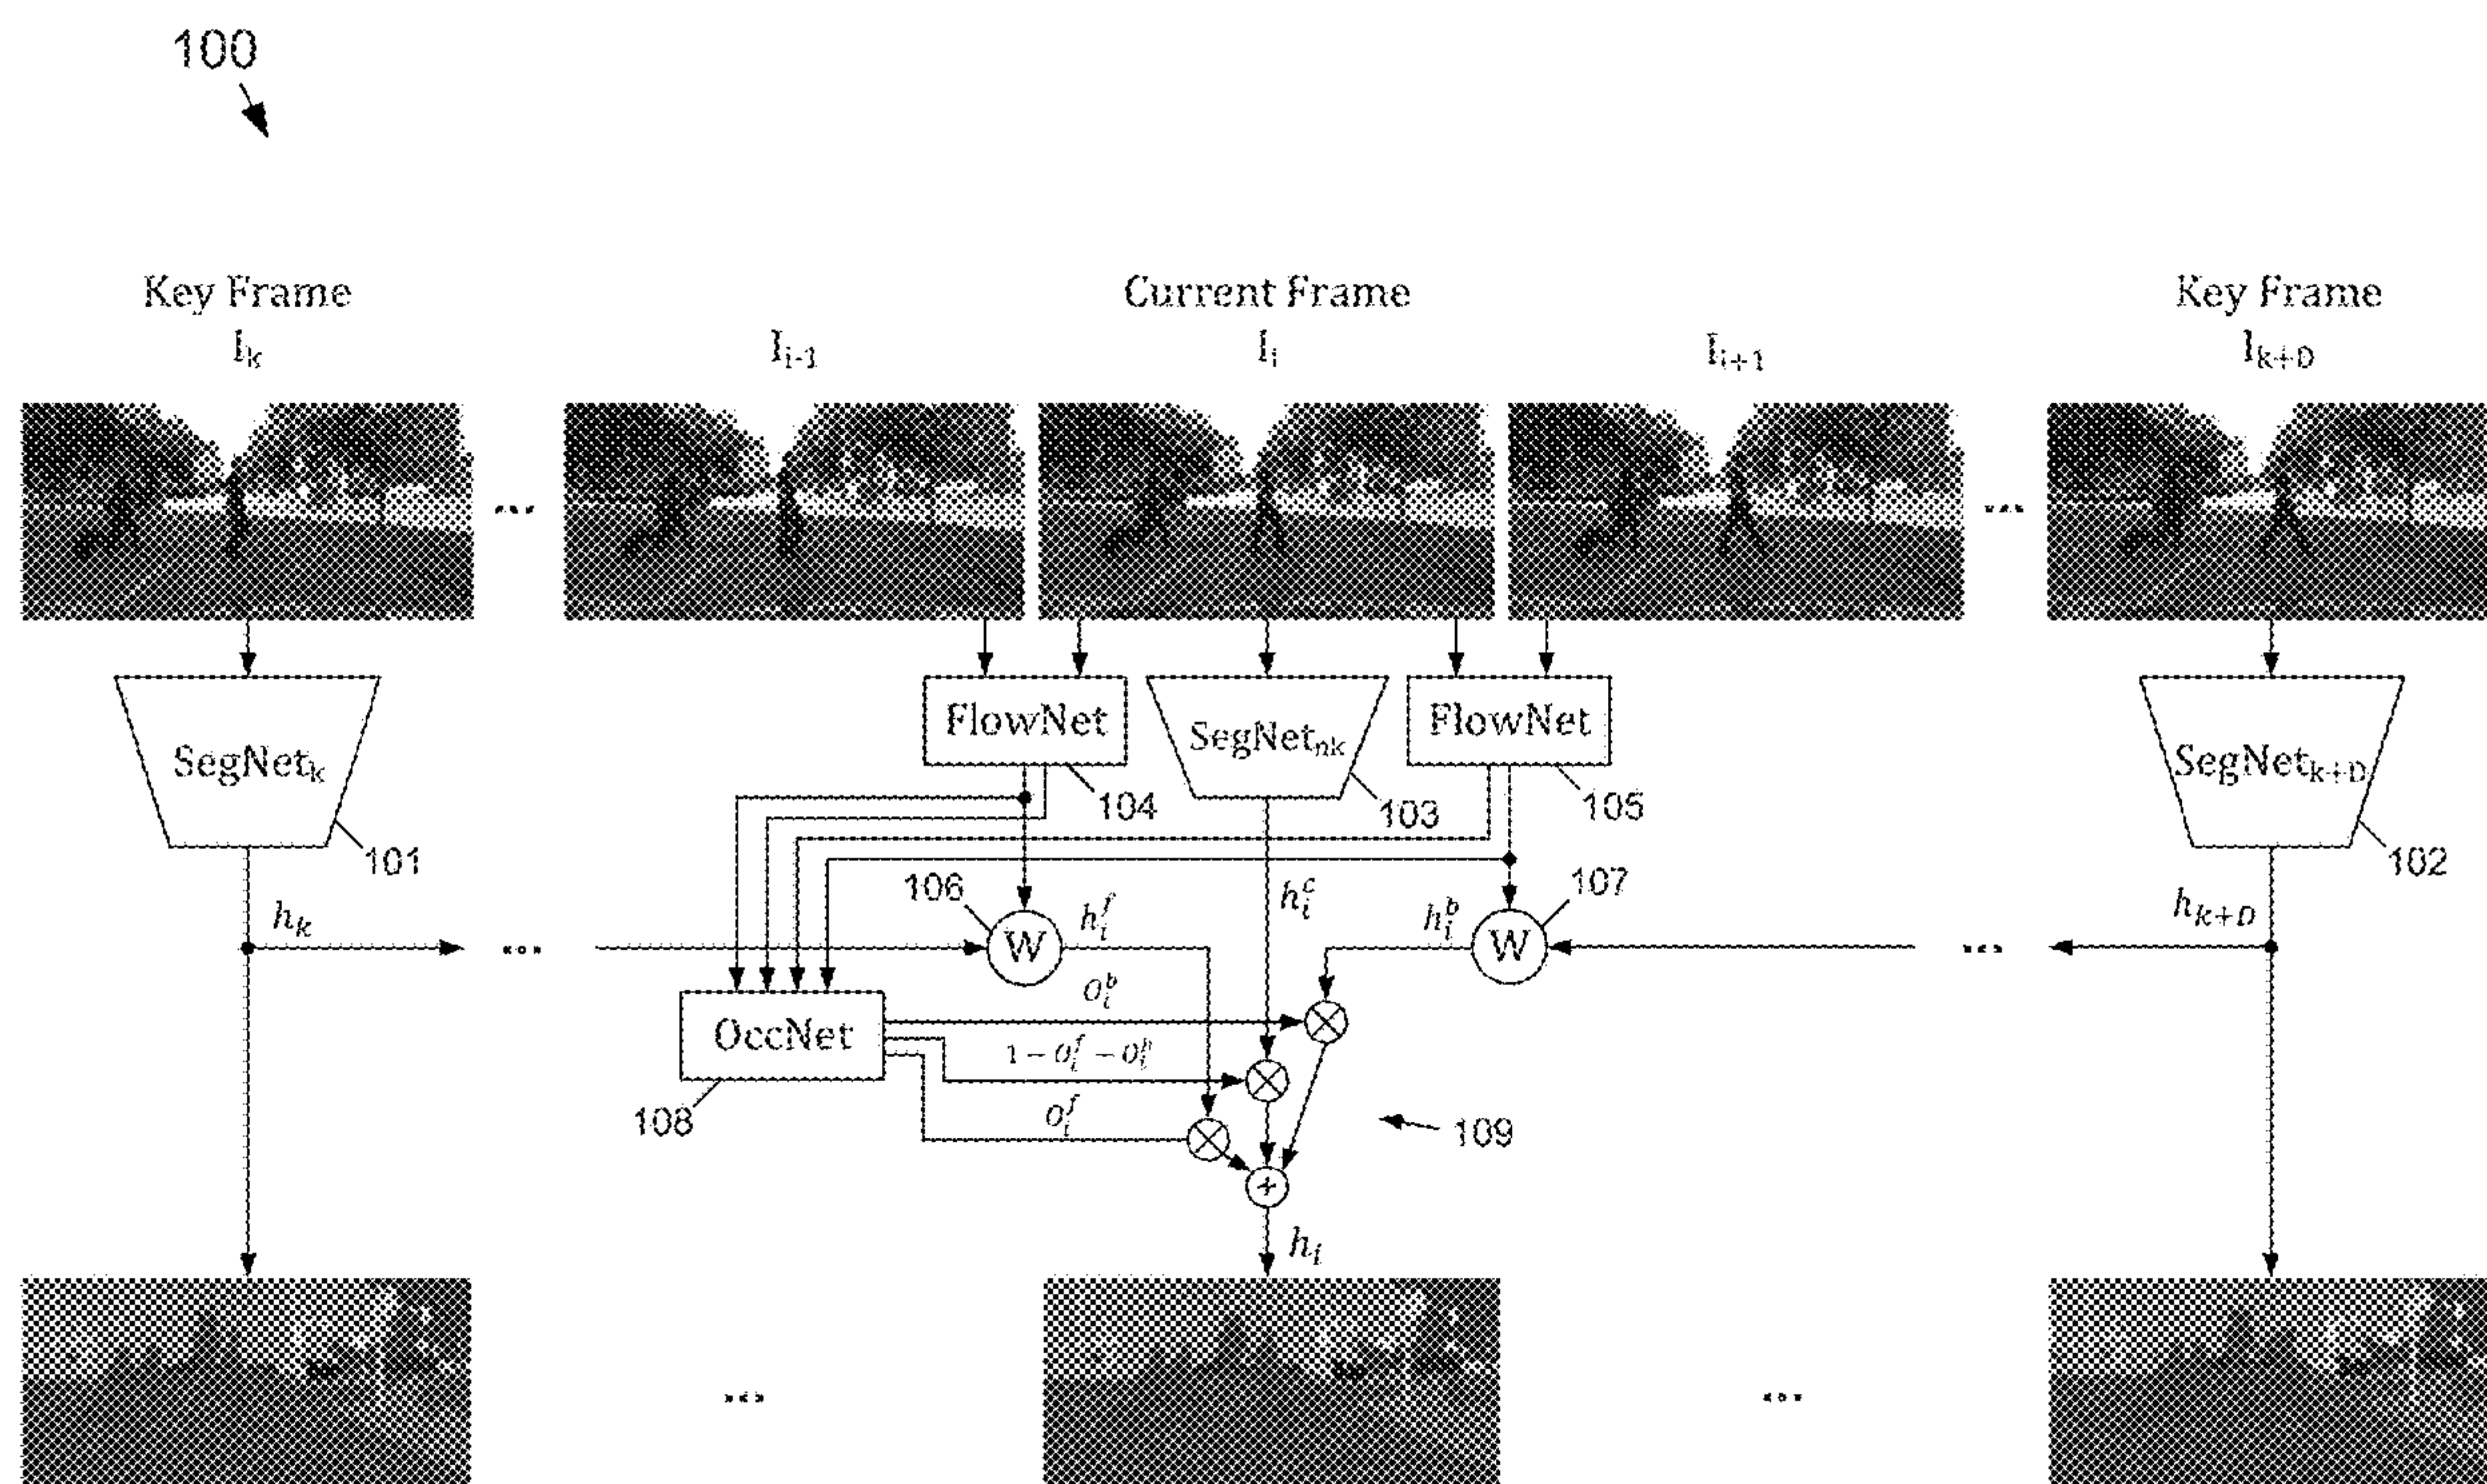 100
Key Frame
Current Frame
Key Frame
I_k
I_{i-1}
I_i
I_{i+1}
I_{k+D}
...
...
FlowNet
SegNet_{nk}
FlowNet
SegNet_k
SegNet_{k+D}
104
103
105
101
102
106
107
h_k
h_i^f
h_i^c
h_i^b
h_{k+D}
...
W
W
...
O_i^b
OccNet
1 - O_i^f - O_i^b
108
O_i^f
109
+
h_i
...
...